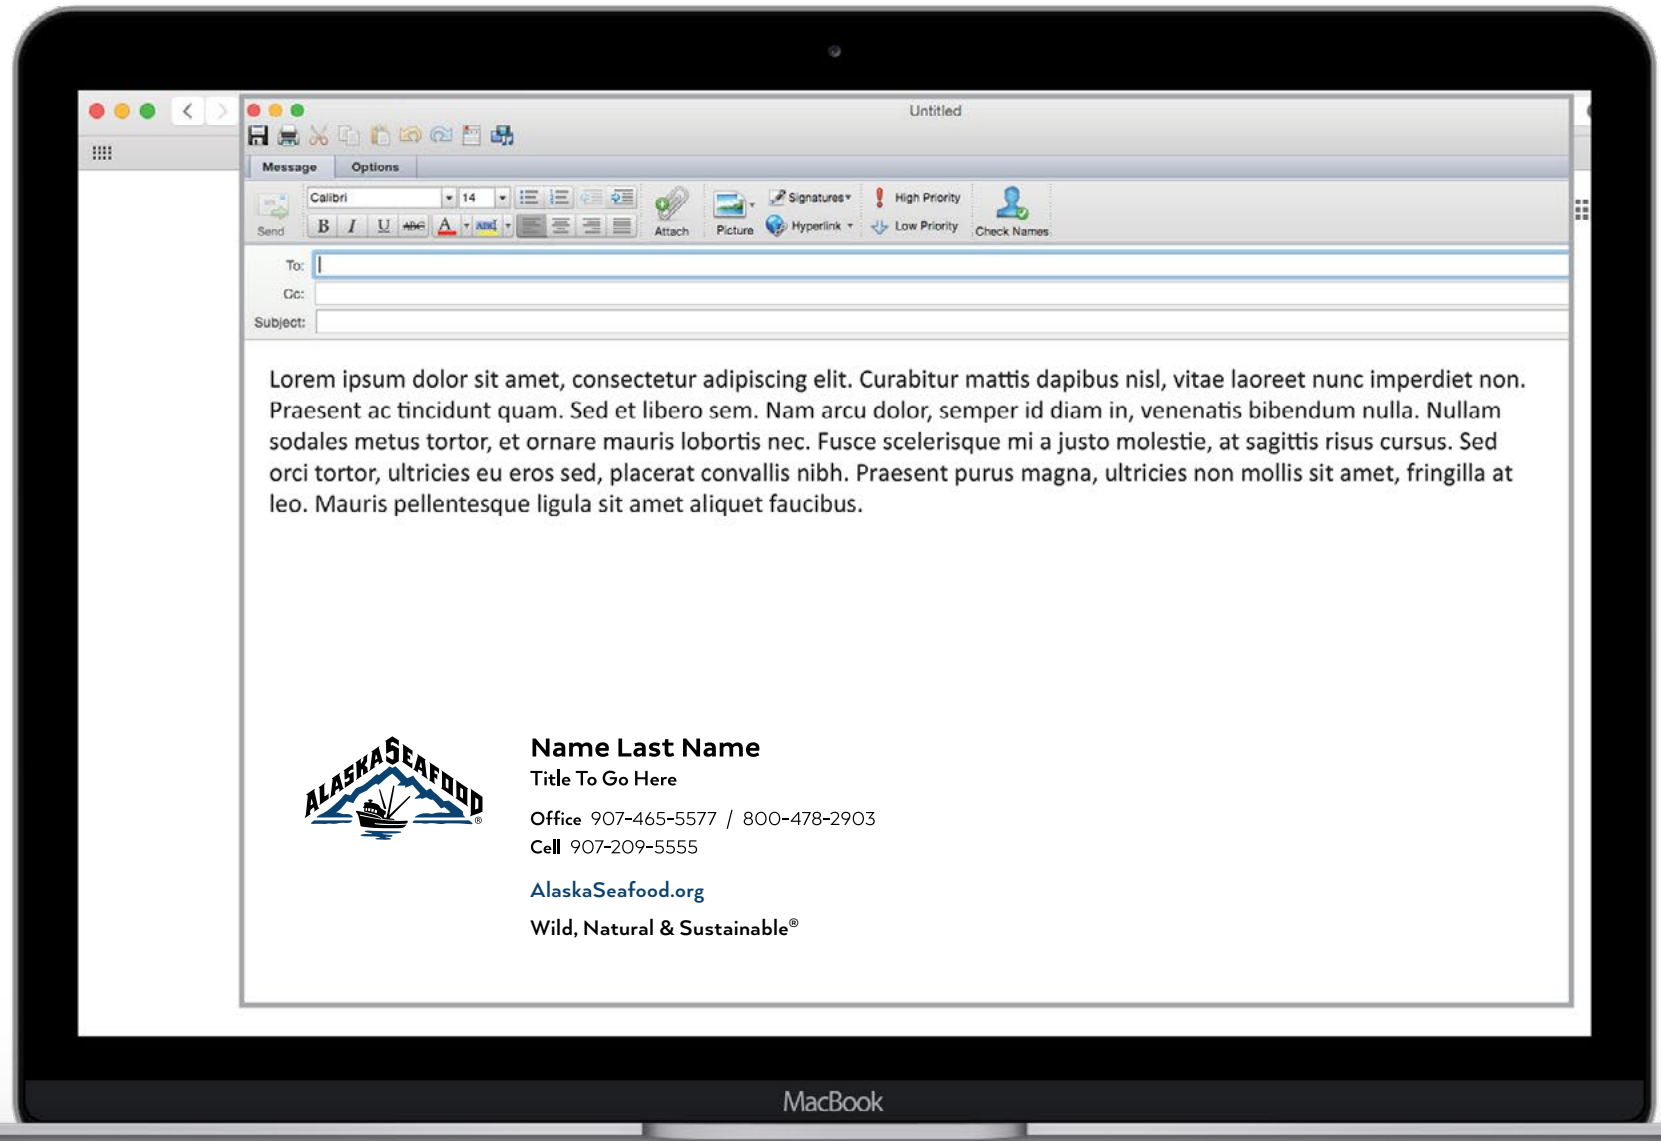 Untitled
Message Options
Calibri 14 Signatures High Priority
Send B I U ABC A ABC Attach Picture Hyperlink Low Priority Check Names
To:
Cc:
Subject:
Lorem ipsum dolor sit amet, consectetur adipiscing elit. Curabitur mattis dapibus nisl, vitae laoreet nunc imperdiet non.
Praesent ac tincidunt quam. Sed et libero sem. Nam arcu dolor, semper id diam in, venenatis bibendum nulla. Nullam
sodales metus tortor, et ornare mauris lobortis nec. Fusce scelerisque mi a justo molestie, at sagittis risus cursus. Sed
orci tortor, ultricies eu eros sed, placerat convallis nibh. Praesent purus magna, ultricies non mollis sit amet, fringilla at
leo. Mauris pellentesque ligula sit amet aliquet faucibus.
ALASKA SEAFOOD®
Name Last Name
Title To Go Here
Office 907-465-5577 / 800-478-2903
Cell 907-209-5555
AlaskaSeafood.org
Wild, Natural & Sustainable®
MacBook